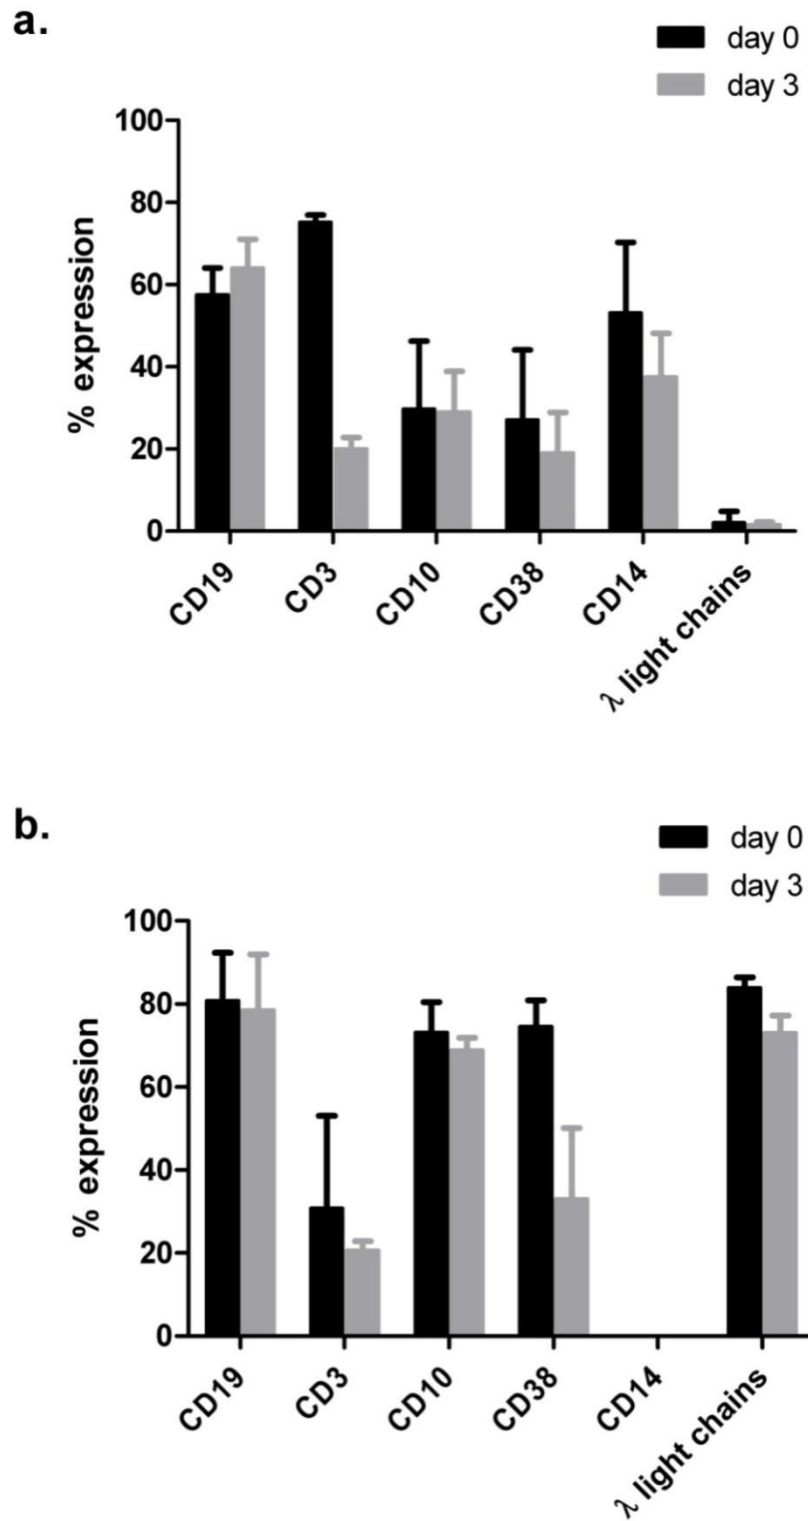 a.
day 0
day 3
100
80
60
40
20
0
% expression
CD19
CD3
CD10
CD38
CD14
λ light chains
b.
day 0
day 3
100
80
60
40
20
0
% expression
CD19
CD3
CD10
CD38
CD14
λ light chains